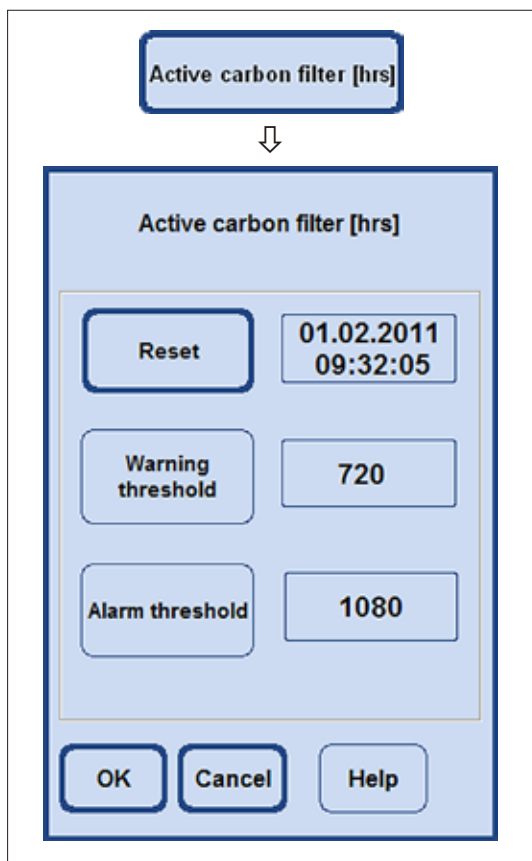 Active carbon filter [hrs]
Active carbon filter [hrs]
Reset
01.02.2011
09:32:05
Warning
threshold
720
Alarm threshold
1080
OK
Cancel
Help